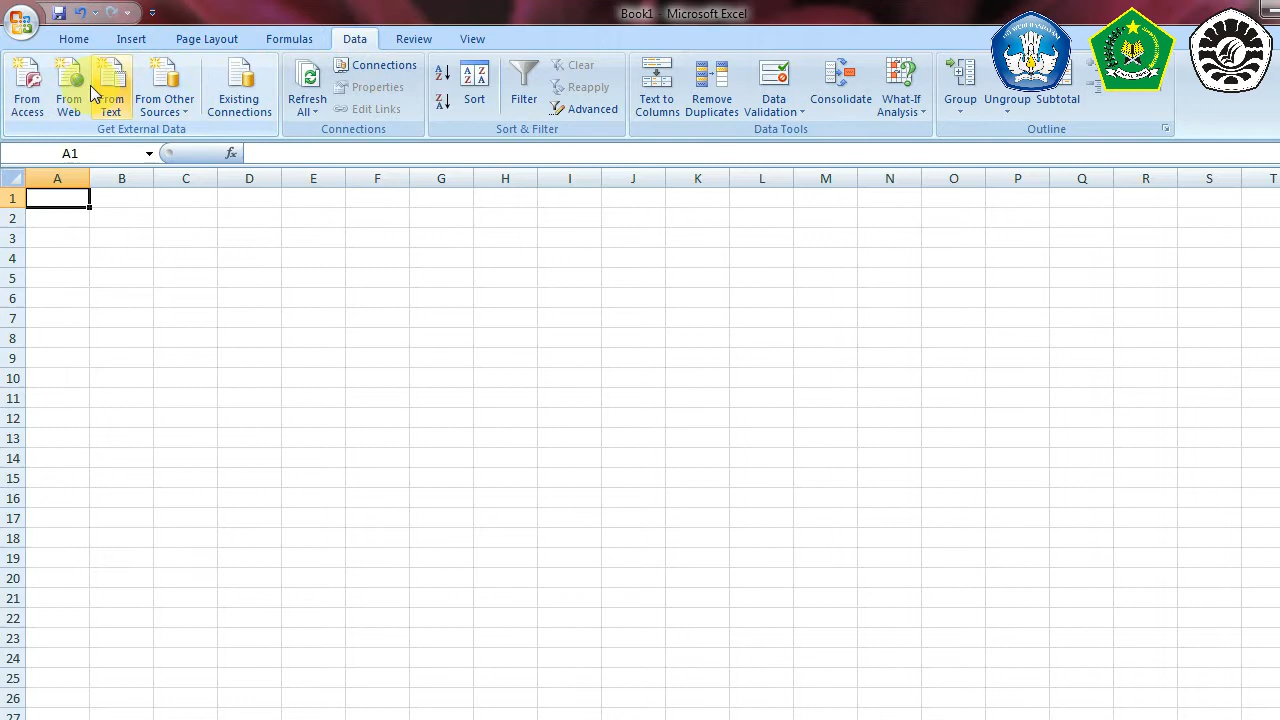 Book1 - Microsoft Excel
Home Insert Page Layout Formulas Data View
From Access
From Web
From Text
From Other Sources
Existing Connections
Get External Data
Refresh All
Connections
Properties
Edit Links
Connections
Sort
Filter
Clear
Reapply
Advanced
Sort & Filter
Text to Columns
Remove Duplicates
Data Validation
Consolidate
What-If Analysis
Data Tools
Group
Ungroup
Subtotal
Outline
A1 fx
A B C D E F G H I J K L M N O P Q R S T
1
2
3
4
5
6
7
8
9
10
11
12
13
14
15
16
17
18
19
20
21
22
23
24
25
26
27